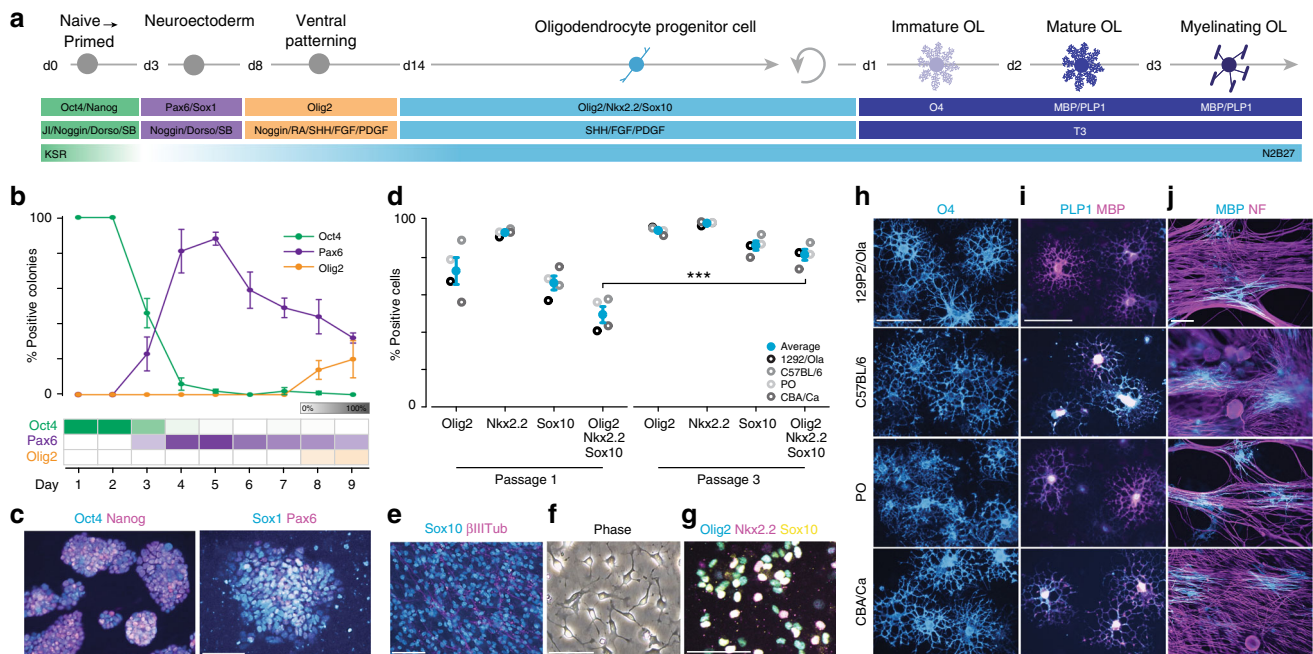 a
Naive →
Primed
Neuroectoderm
Ventral
patterning
Oligodendrocyte progenitor cell
Immature OL
Mature OL
Myelinating OL
d0
d3
d8
d14
d1
d2
d3
Oct4/Nanog
Pax6/Sox1
Olig2
Olig2/Nkx2.2/Sox10
O4
MBP/PLP1
MBP/PLP1
JI/Noggin/Dorso/SB
Noggin/Dorso/SB
Noggin/RA/SHH/FGF/PDGF
SHH/FGF/PDGF
T3
KSR
N2B27
b
% Positive colonies
100
0
Oct4
Pax6
Olig2
0%
100%
Oct4
Pax6
Olig2
Day
1
2
3
4
5
6
7
8
9
c
Oct4 Nanog
Sox1 Pax6
d
% Positive cells
100
0
***
Average
1292/Ola
C57BL/6
PO
CBA/Ca
Olig2
Nkx2.2
Sox10
Olig2
Nkx2.2
Sox10
Olig2
Nkx2.2
Sox10
Olig2
Nkx2.2
Sox10
Passage 1
Passage 3
e
Sox10 βIIITub
f
Phase
g
Olig2 Nkx2.2 Sox10
h
O4
i
PLP1 MBP
j
MBP NF
129P2/Ola
C57BL/6
PO
CBA/Ca